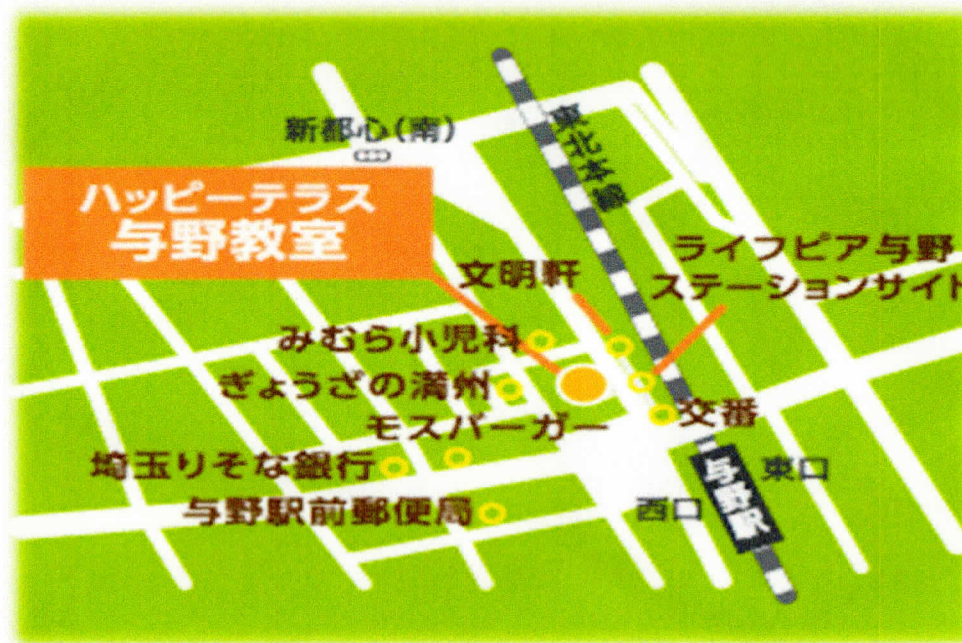 新都心(南)
東北本線
ハッピーテラス
与野教室
ライフピア与野
ステーションサイト
文明軒
みむら小児科
ぎょうざの満州
モスバーガー
交番
埼玉りそな銀行
与野駅
東口
与野駅前郵便局
西口